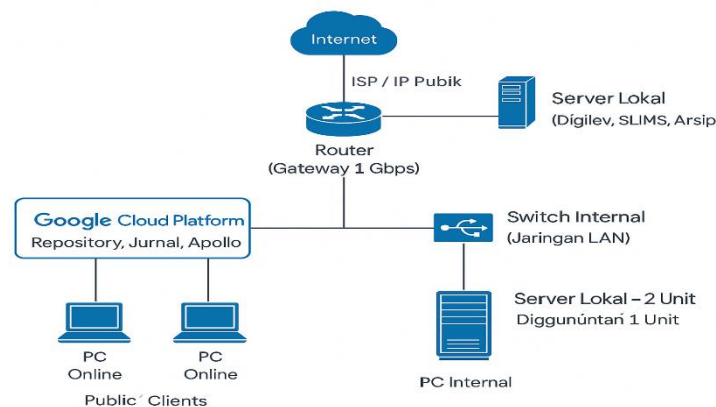 Internet
ISP / IP Pubik
Server Lokal
(Dígilev, SLIMS, Arsip
Router
(Gateway 1 Gbps)
Google Cloud Platform
Repository, Jurnal, Apollo
Switch Internal
(Jaringan LAN)
Server Lokal – 2 Unit
Diggunúntań 1 Unit
PC
Online
PC
Online
PC Internal
Public´ Clients